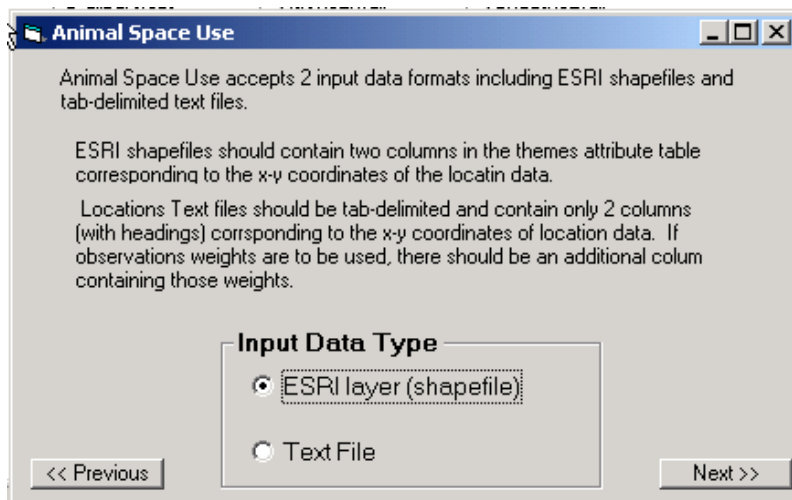 Animal Space Use
Animal Space Use accepts 2 input data formats including ESRI shapefiles and
tab-delimited text files.
ESRI shapefiles should contain two columns in the themes attribute table
corresponding to the x-y coordinates of the locatin data.
Locations Text files should be tab-delimited and contain only 2 columns
(with headings) corrsponding to the x-y coordinates of location data. If
observations weights are to be used, there should be an additional colum
containing those weights.
Input Data Type
ESRI layer (shapefile)
Text File
<< Previous
Next >>